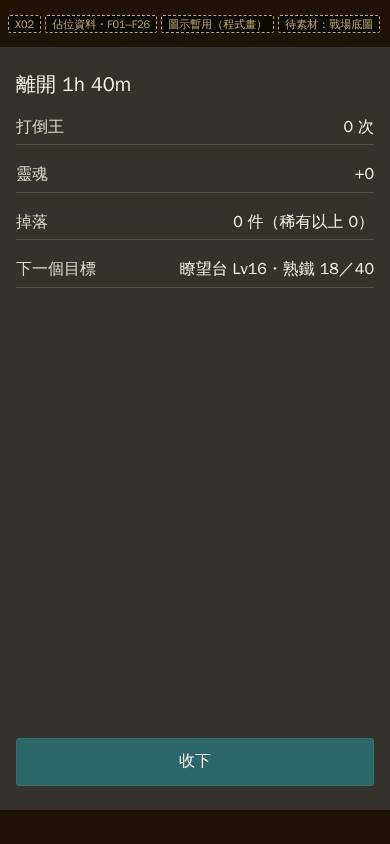 X02 佔位資料・F01–F26 圖示暫用（程式畫） 待素材：戰場底圖
離開 1h 40m
打倒王 0 次
靈魂 +0
掉落 0 件（稀有以上 0）
下一個目標 瞭望台 Lv16・熟鐵 18／40
收下